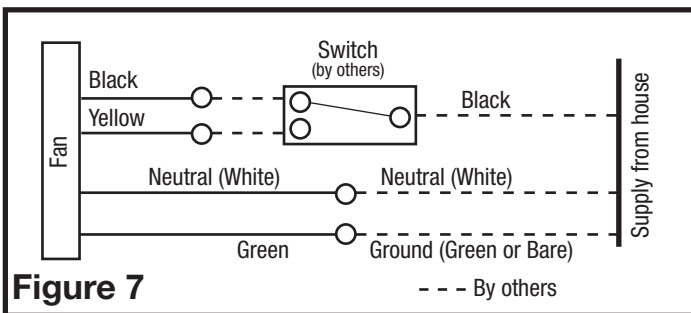 Switch
(by others)
Black
Black
Yellow
Fan
Supply from house
Neutral (White)
Neutral (White)
Green
Ground (Green or Bare)
Figure 7
- - - By others